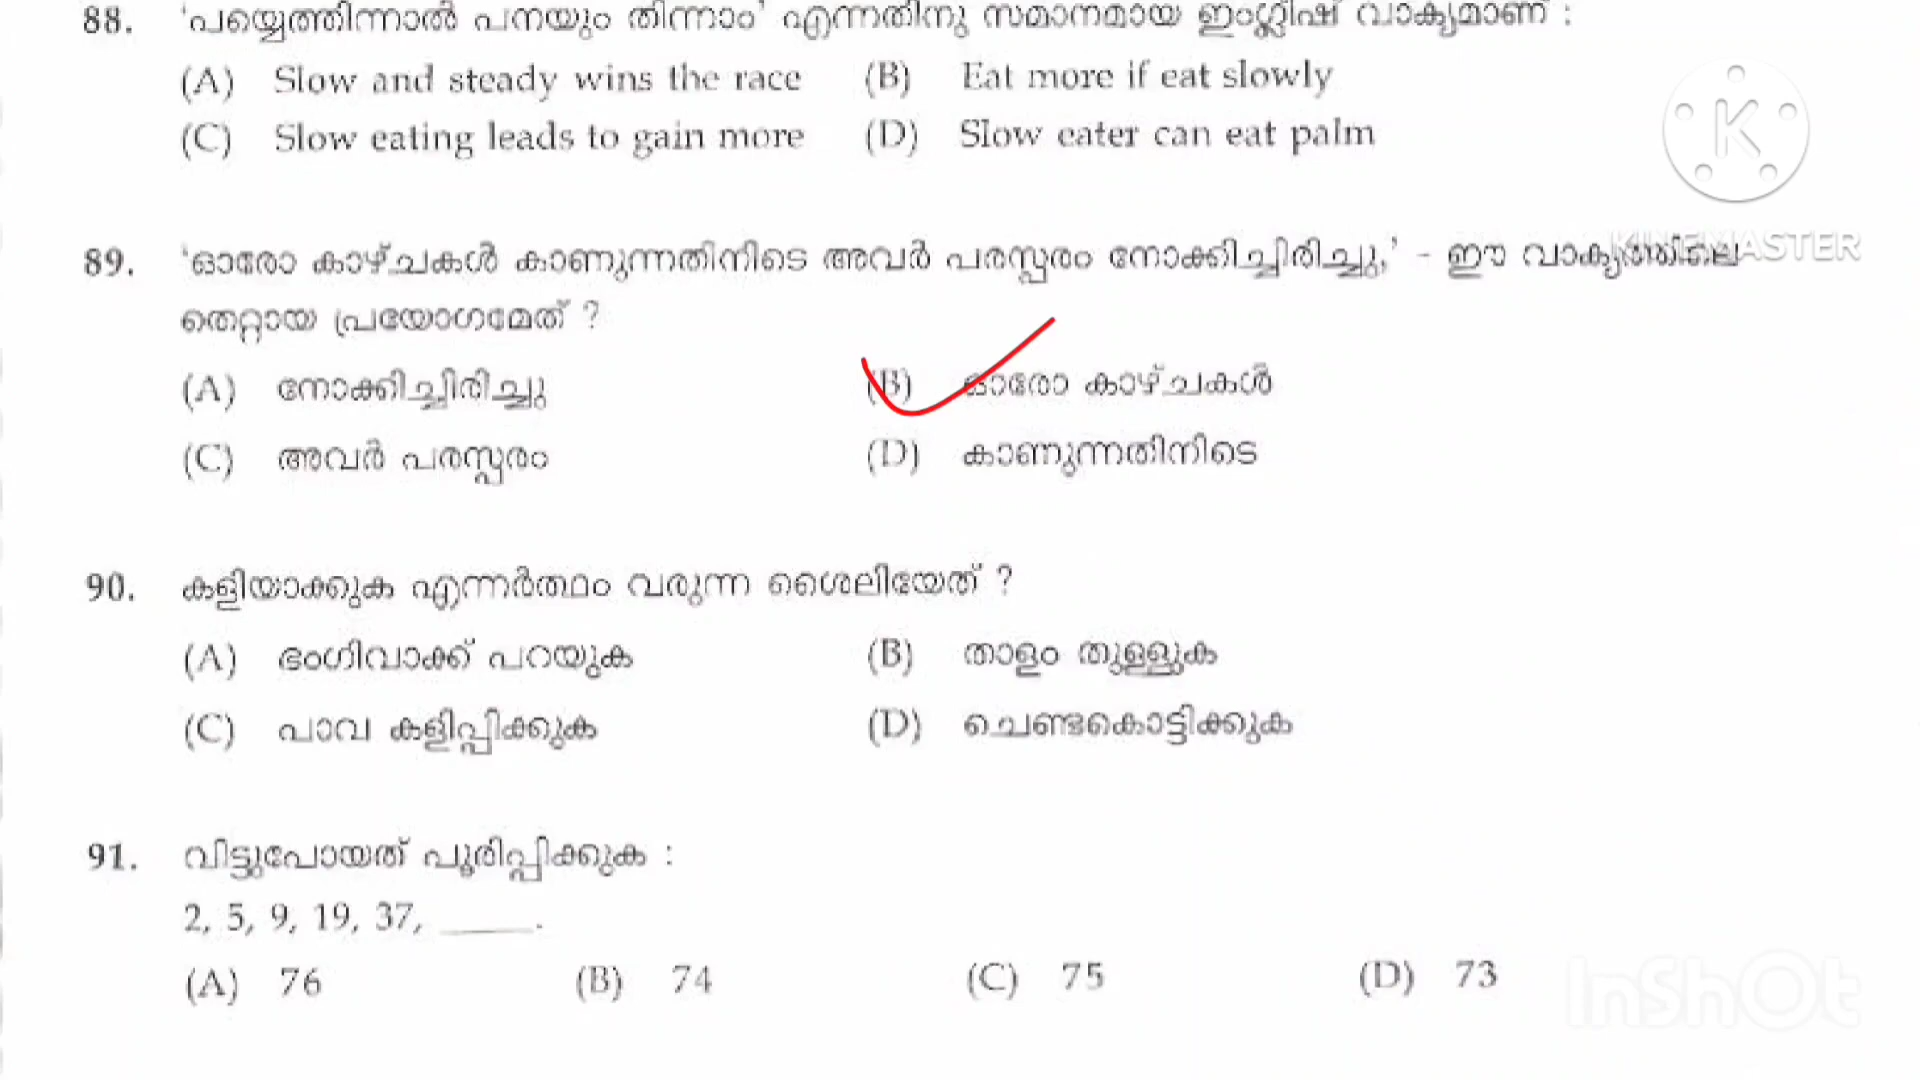 88. 'പയ്യെത്തിന്നാൽ പനയും തിന്നാം' എന്നതിനു സമാനമായ ഇംഗ്ലീഷ് വാക്യമാണ് :
(A) Slow and steady wins the race (B) Eat more if eat slowly
(C) Slow eating leads to gain more (D) Slow eater can eat palm
K
KINEMASTER
89. 'ഓരോ കാഴ്ചകൾ കാണുന്നതിനിടെ അവർ പരസ്പരം നോക്കിച്ചിരിച്ചു.' - ഈ വാക്യത്തിലെ
തെറ്റായ പ്രയോഗമേത് ?
(A) നോക്കിച്ചിരിച്ചു (B) ഓരോ കാഴ്ചകൾ
(C) അവർ പരസ്പരം (D) കാണുന്നതിനിടെ
90. കളിയാക്കുക എന്നർത്ഥം വരുന്ന ശൈലിയേത് ?
(A) ഭംഗിവാക്ക് പറയുക (B) താളം തുള്ളുക
(C) പാവ കളിപ്പിക്കുക (D) ചെണ്ടകൊട്ടിക്കുക
91. വിട്ടുപോയത് പൂരിപ്പിക്കുക :
2, 5, 9, 19, 37, _____.
(A) 76 (B) 74 (C) 75 (D) 73
InShOt